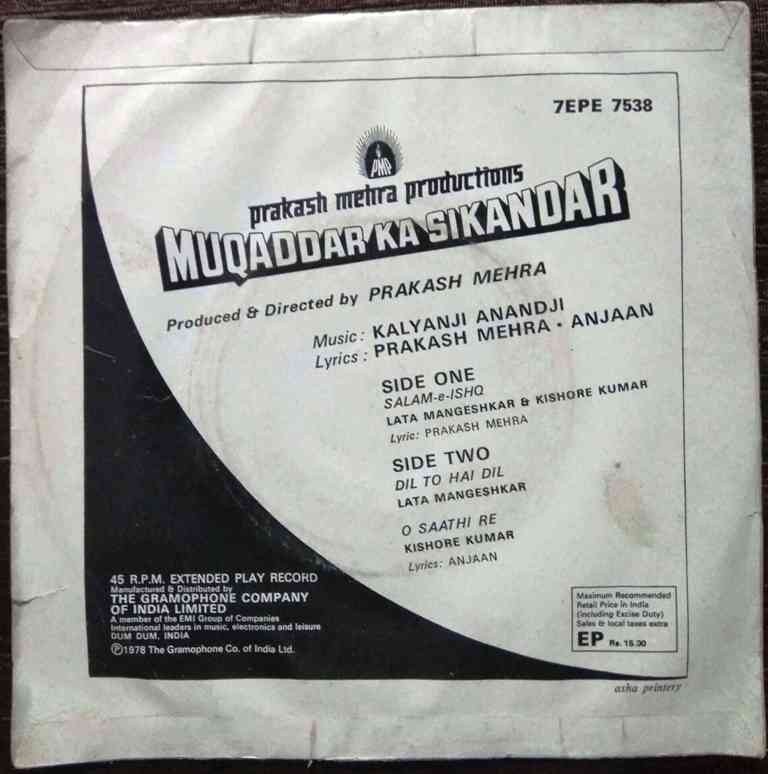 7EPE 7538
PMP
prakash mehra productions
MUQADDAR KA SIKANDAR
Produced & Directed by PRAKASH MEHRA
Music: KALYANJI ANANDJI
Lyrics: PRAKASH MEHRA • ANJAAN
SIDE ONE
SALAM-e-ISHQ
LATA MANGESHKAR & KISHORE KUMAR
Lyric: PRAKASH MEHRA
SIDE TWO
DIL TO HAI DIL
LATA MANGESHKAR
O SAATHI RE
KISHORE KUMAR
Lyrics: ANJAAN
45 R.P.M. EXTENDED PLAY RECORD
Manufactured & Distributed by
THE GRAMOPHONE COMPANY
OF INDIA LIMITED
A member of the EMI Group of Companies
International leaders in music, electronics and leisure
DUM DUM, INDIA
Ⓟ1978 The Gramophone Co. of India Ltd.
Maximum Recommended
Retail Price in India
(including Excise Duty)
Sales & local taxes extra
EP Rs. 15.30
asha printery